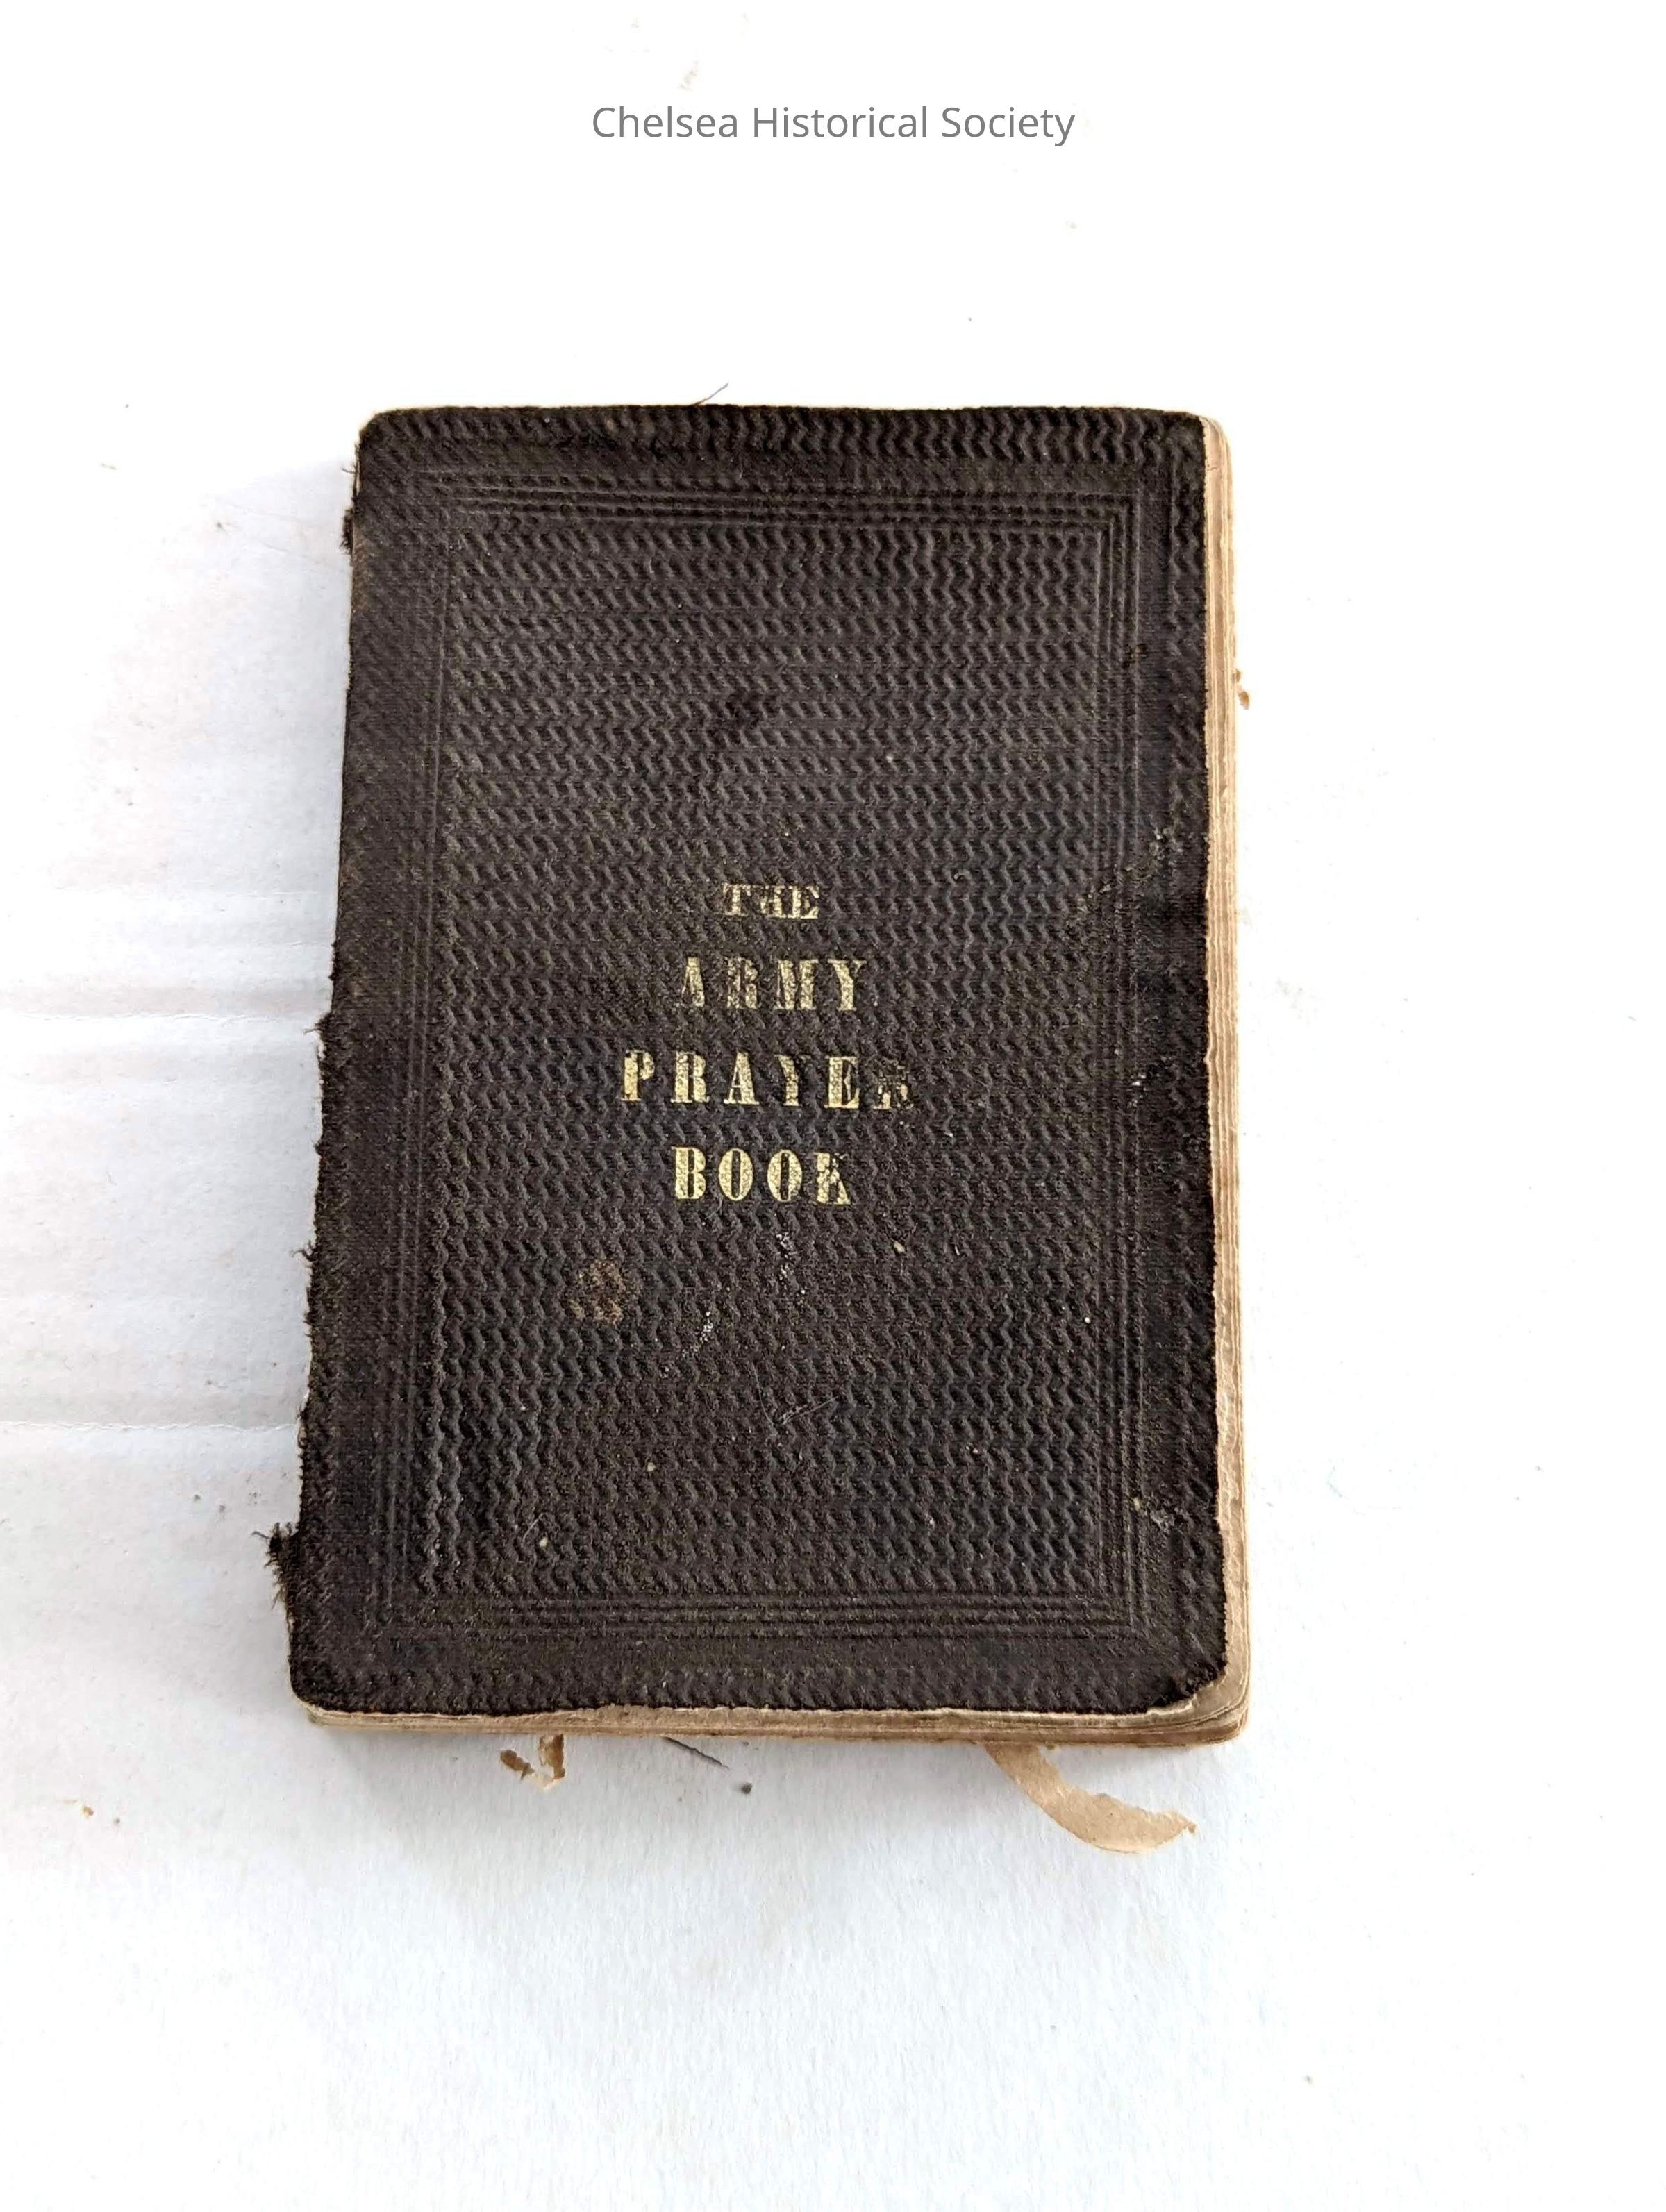 Chelsea Historical Society
THE
ARMY
PRAYER
BOOK